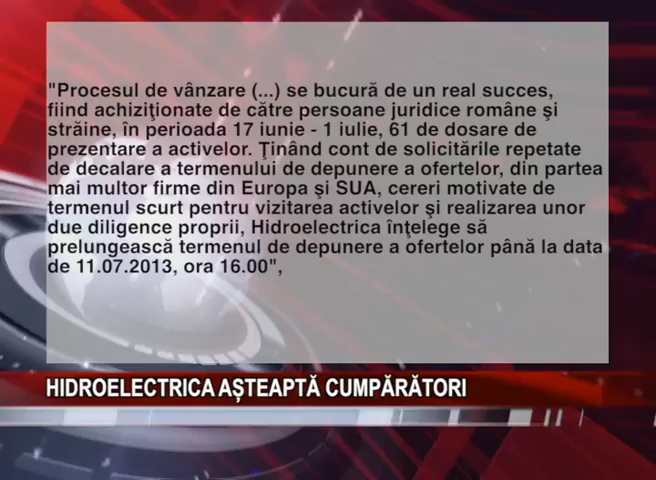 "Procesul de vânzare (...) se bucură de un real succes,
fiind achiziţionate de către persoane juridice române şi
străine, în perioada 17 iunie - 1 iulie, 61 de dosare de
prezentare a activelor. Ţinând cont de solicitările repetate
de decalare a termenului de depunere a ofertelor, din partea
mai multor firme din Europa şi SUA, cereri motivate de
termenul scurt pentru vizitarea activelor şi realizarea unor
due diligence proprii, Hidroelectrica înţelege să
prelungească termenul de depunere a ofertelor până la data
de 11.07.2013, ora 16.00",
HIDROELECTRICA AȘTEAPTĂ CUMPĂRĂTORI